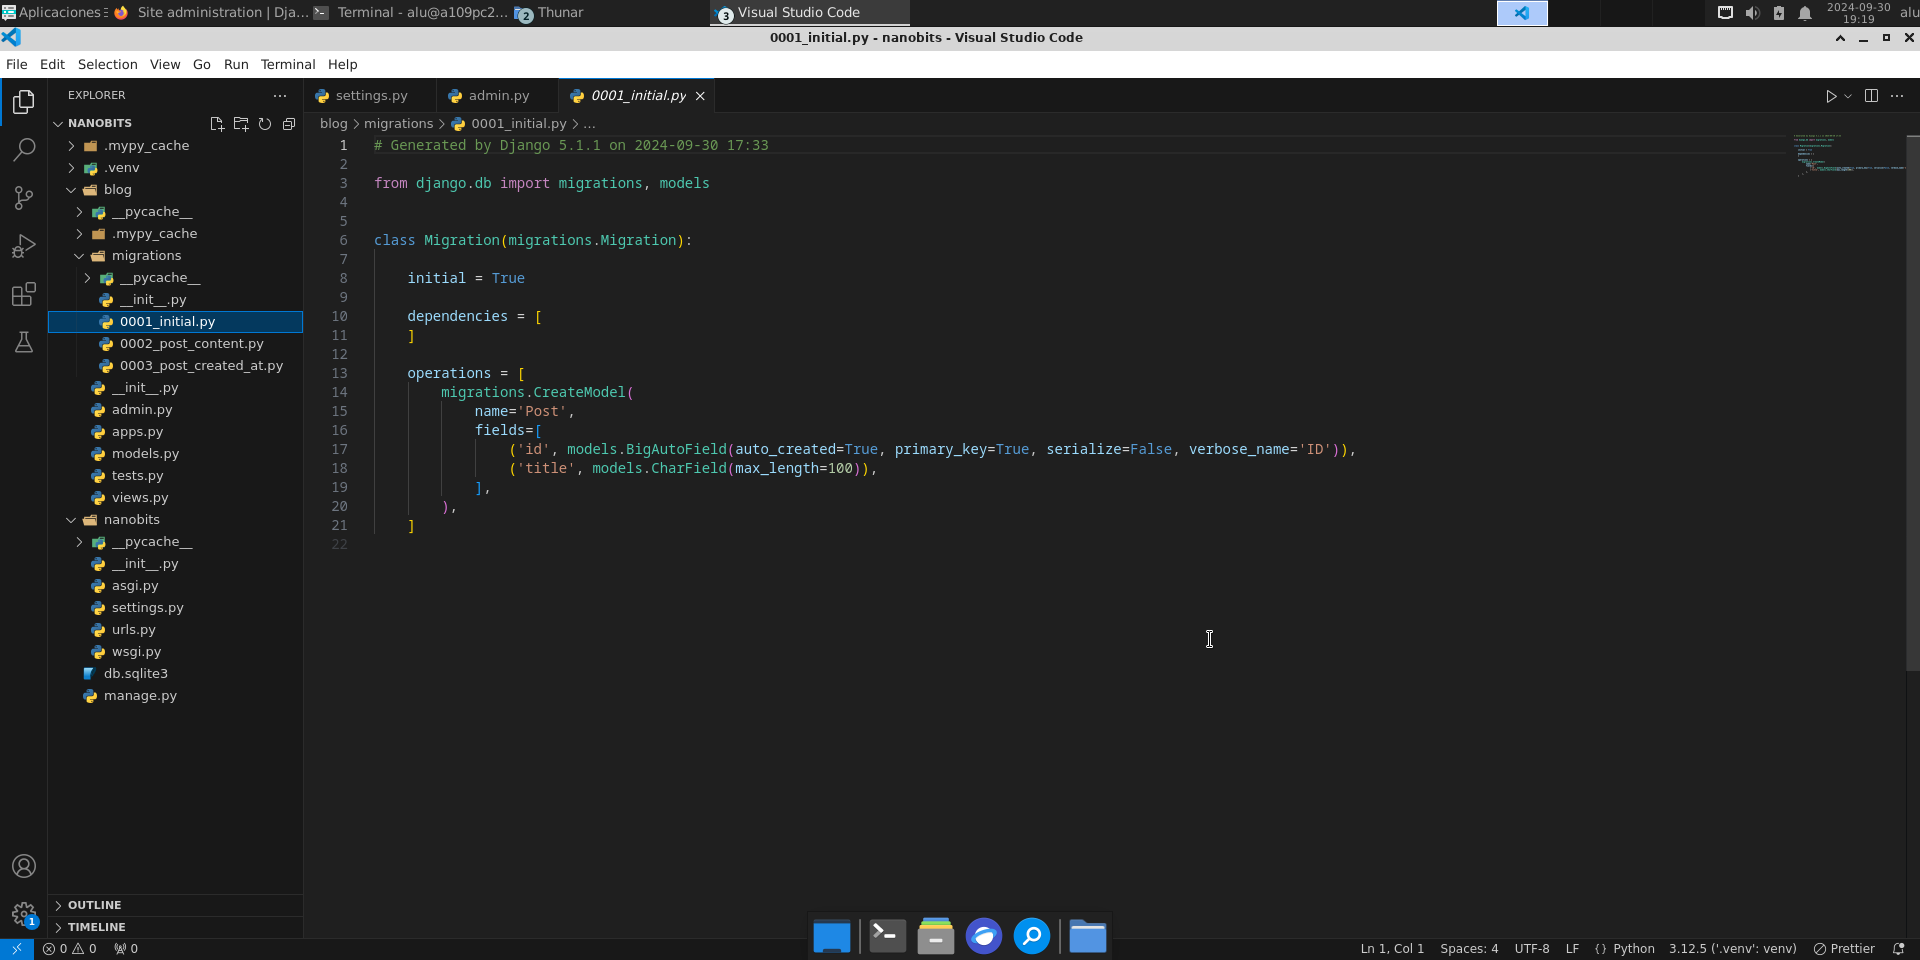 Aplicaciones
Site administration | Dja...
Terminal - alu@a109pc2...
2
Thunar
3
Visual Studio Code
2024-09-30
19:19
alu
0001_initial.py - nanobits - Visual Studio Code
File Edit Selection View Go Run Terminal Help
EXPLORER
settings.py
admin.py
0001_initial.py
NANOBITS
blog > migrations > 0001_initial.py > ...
.mypy_cache
.venv
blog
__pycache__
.mypy_cache
migrations
__pycache__
__init__.py
0001_initial.py
0002_post_content.py
0003_post_created_at.py
__init__.py
admin.py
apps.py
models.py
tests.py
views.py
nanobits
__pycache__
__init__.py
asgi.py
settings.py
urls.py
wsgi.py
db.sqlite3
manage.py
OUTLINE
TIMELINE
1 # Generated by Django 5.1.1 on 2024-09-30 17:33
2
3 from django.db import migrations, models
4
5
6 class Migration(migrations.Migration):
7
8 initial = True
9
10 dependencies = [
11 ]
12
13 operations = [
14 migrations.CreateModel(
15 name='Post',
16 fields=[
17 ('id', models.BigAutoField(auto_created=True, primary_key=True, serialize=False, verbose_name='ID')),
18 ('title', models.CharField(max_length=100)),
19 ],
20 ),
21 ]
22
1
0 0 0
Ln 1, Col 1 Spaces: 4 UTF-8 LF {} Python 3.12.5 ('.venv': venv) Prettier